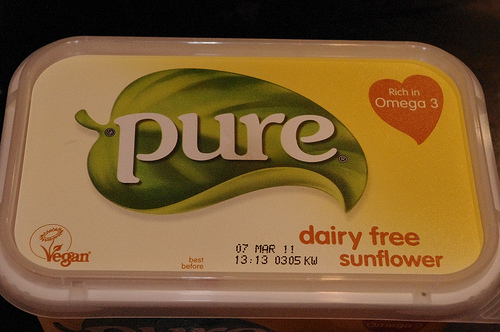 pure
Rich in
Omega 3
Vegan
best
before
07 MAR 11
13:13 0305 KW
dairy free
sunflower